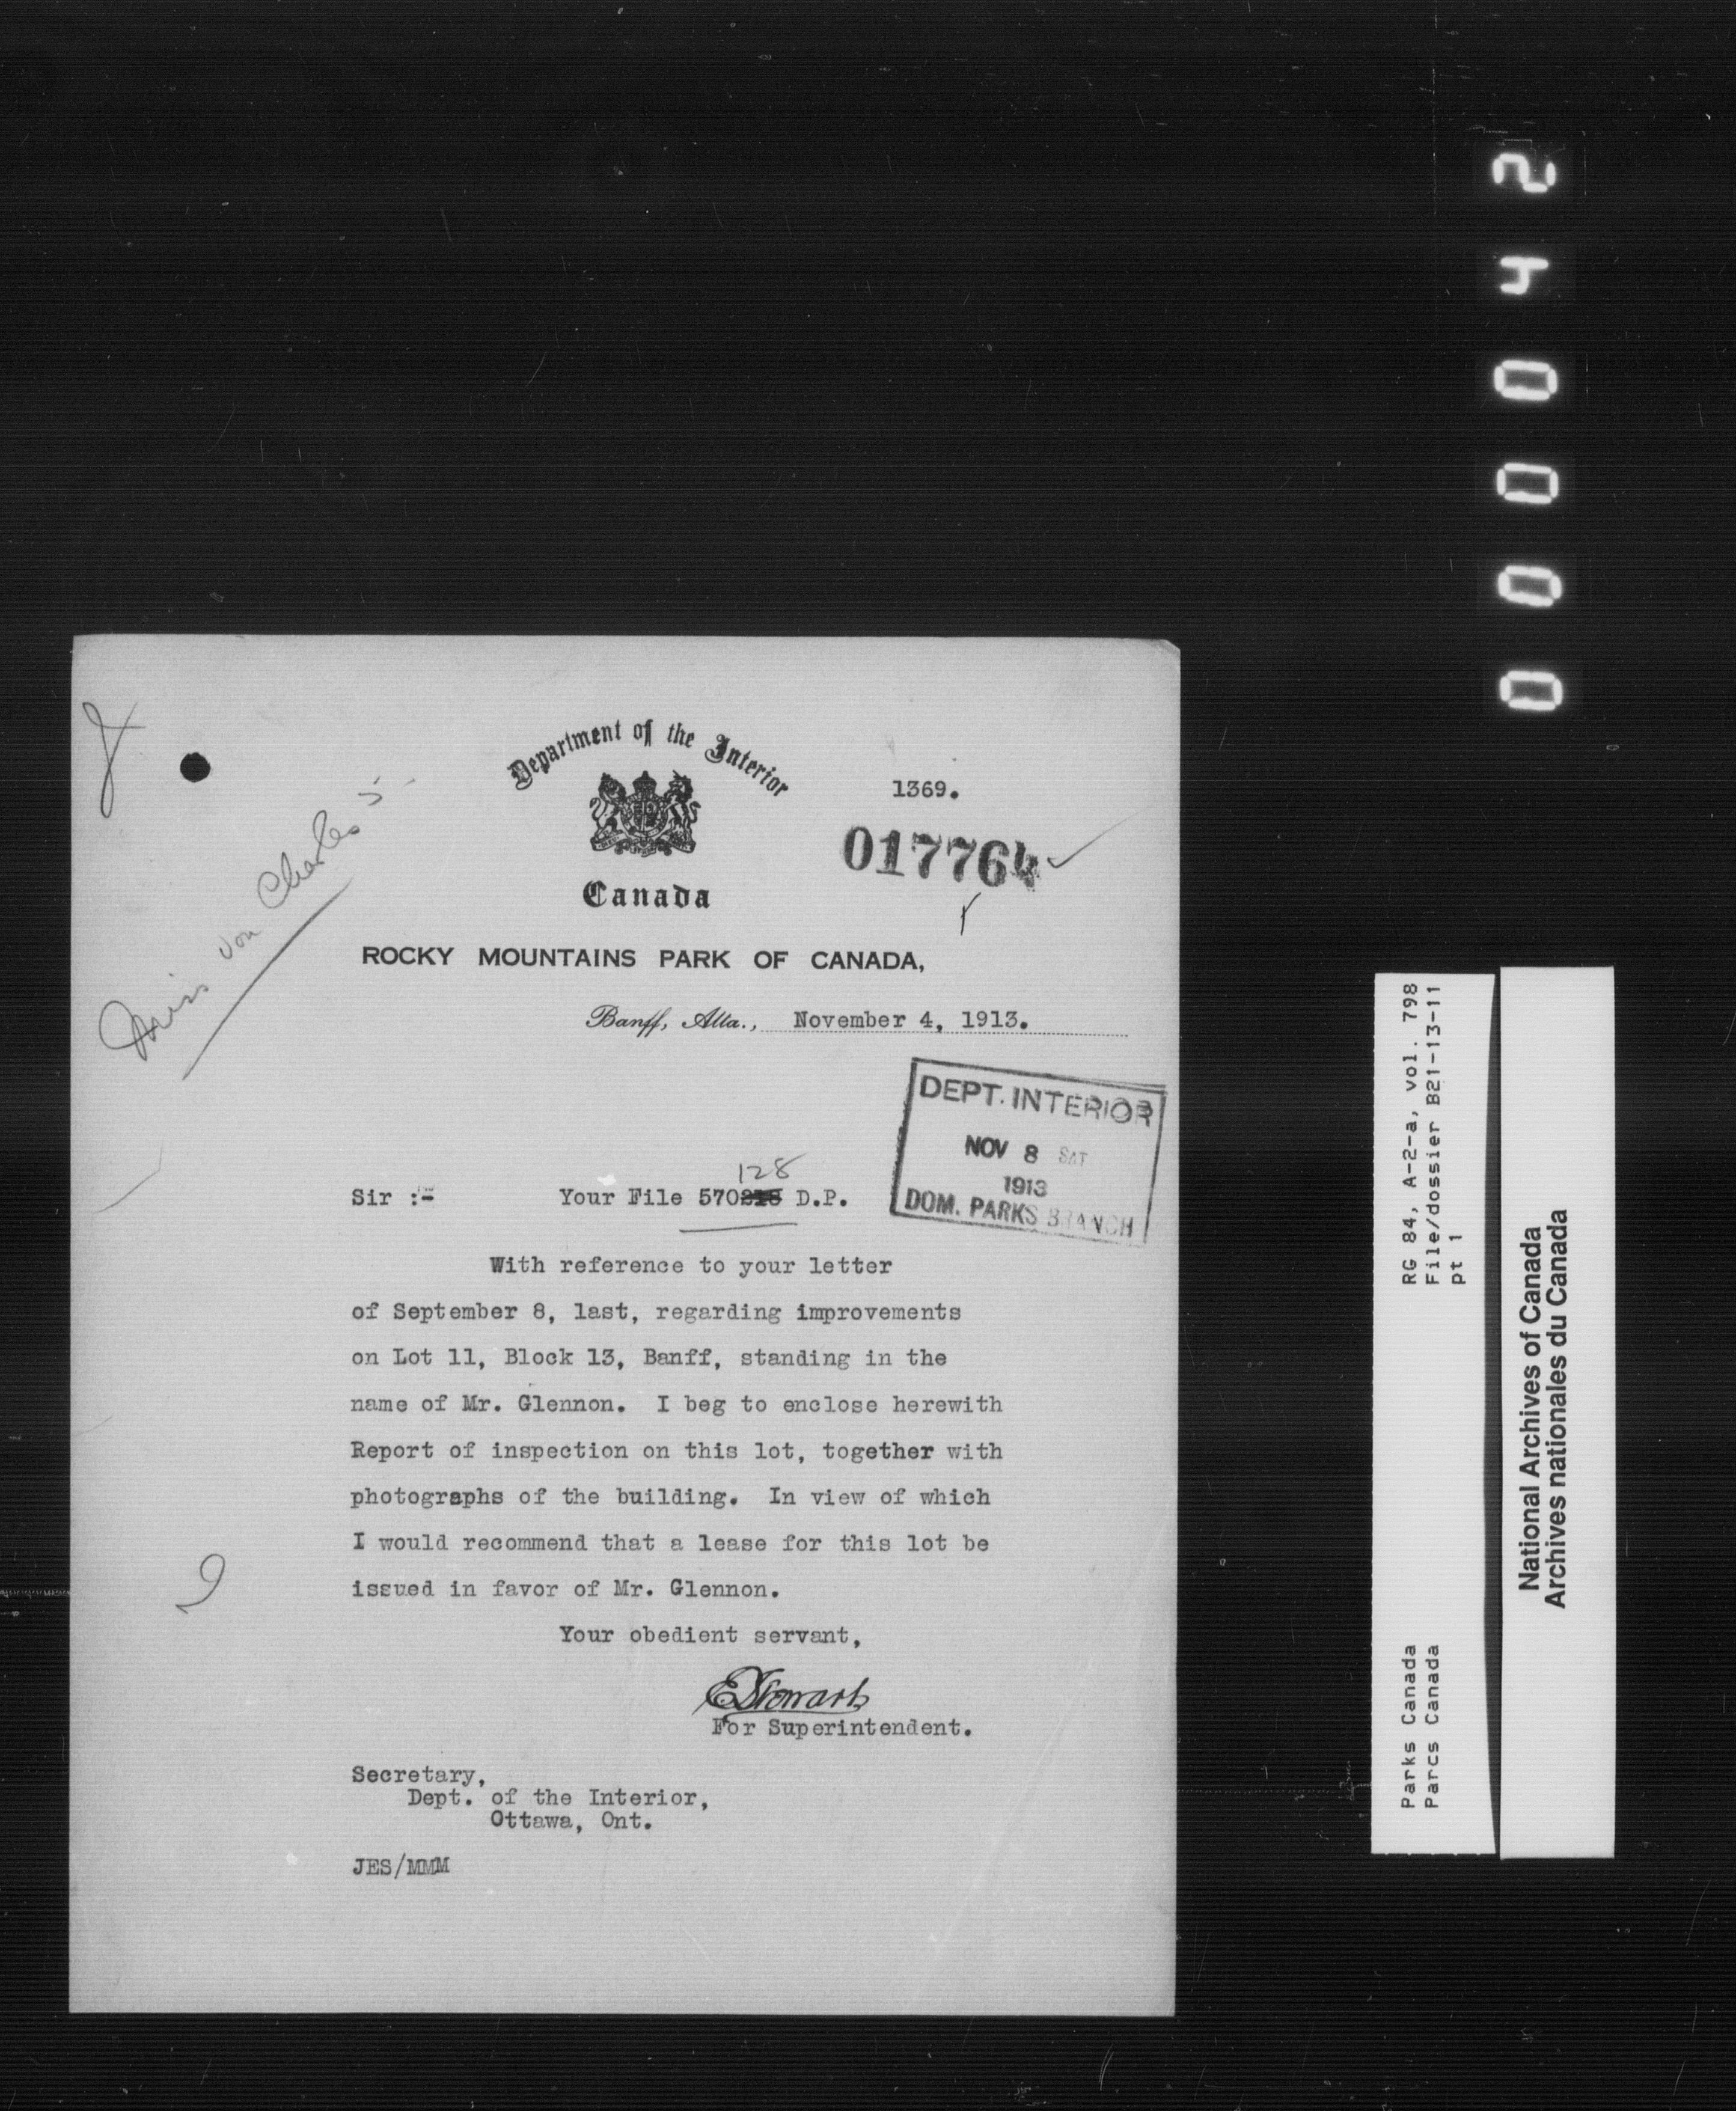 000042
Department of the Interior
1369.
017764
Canada
Miss Von Charles
ROCKY MOUNTAINS PARK OF CANADA,
Banff, Alta., November 4, 1913.
DEPT. INTERIOR
NOV 8 SAT
1913
DOM. PARKS BRANCH
128
Sir :- Your File 570218 D.P.
With reference to your letter
of September 8, last, regarding improvements
on Lot 11, Block 13, Banff, standing in the
name of Mr. Glennon. I beg to enclose herewith
Report of inspection on this lot, together with
photographs of the building. In view of which
I would recommend that a lease for this lot be
issued in favor of Mr. Glennon.
Your obedient servant,
EStewart
For Superintendent.
Secretary,
Dept. of the Interior,
Ottawa, Ont.
JES/MMM
RG 84, A-2-a, vol. 798
File/dossier B21-13-11
pt 1
Parks Canada
Parcs Canada
National Archives of Canada
Archives nationales du Canada